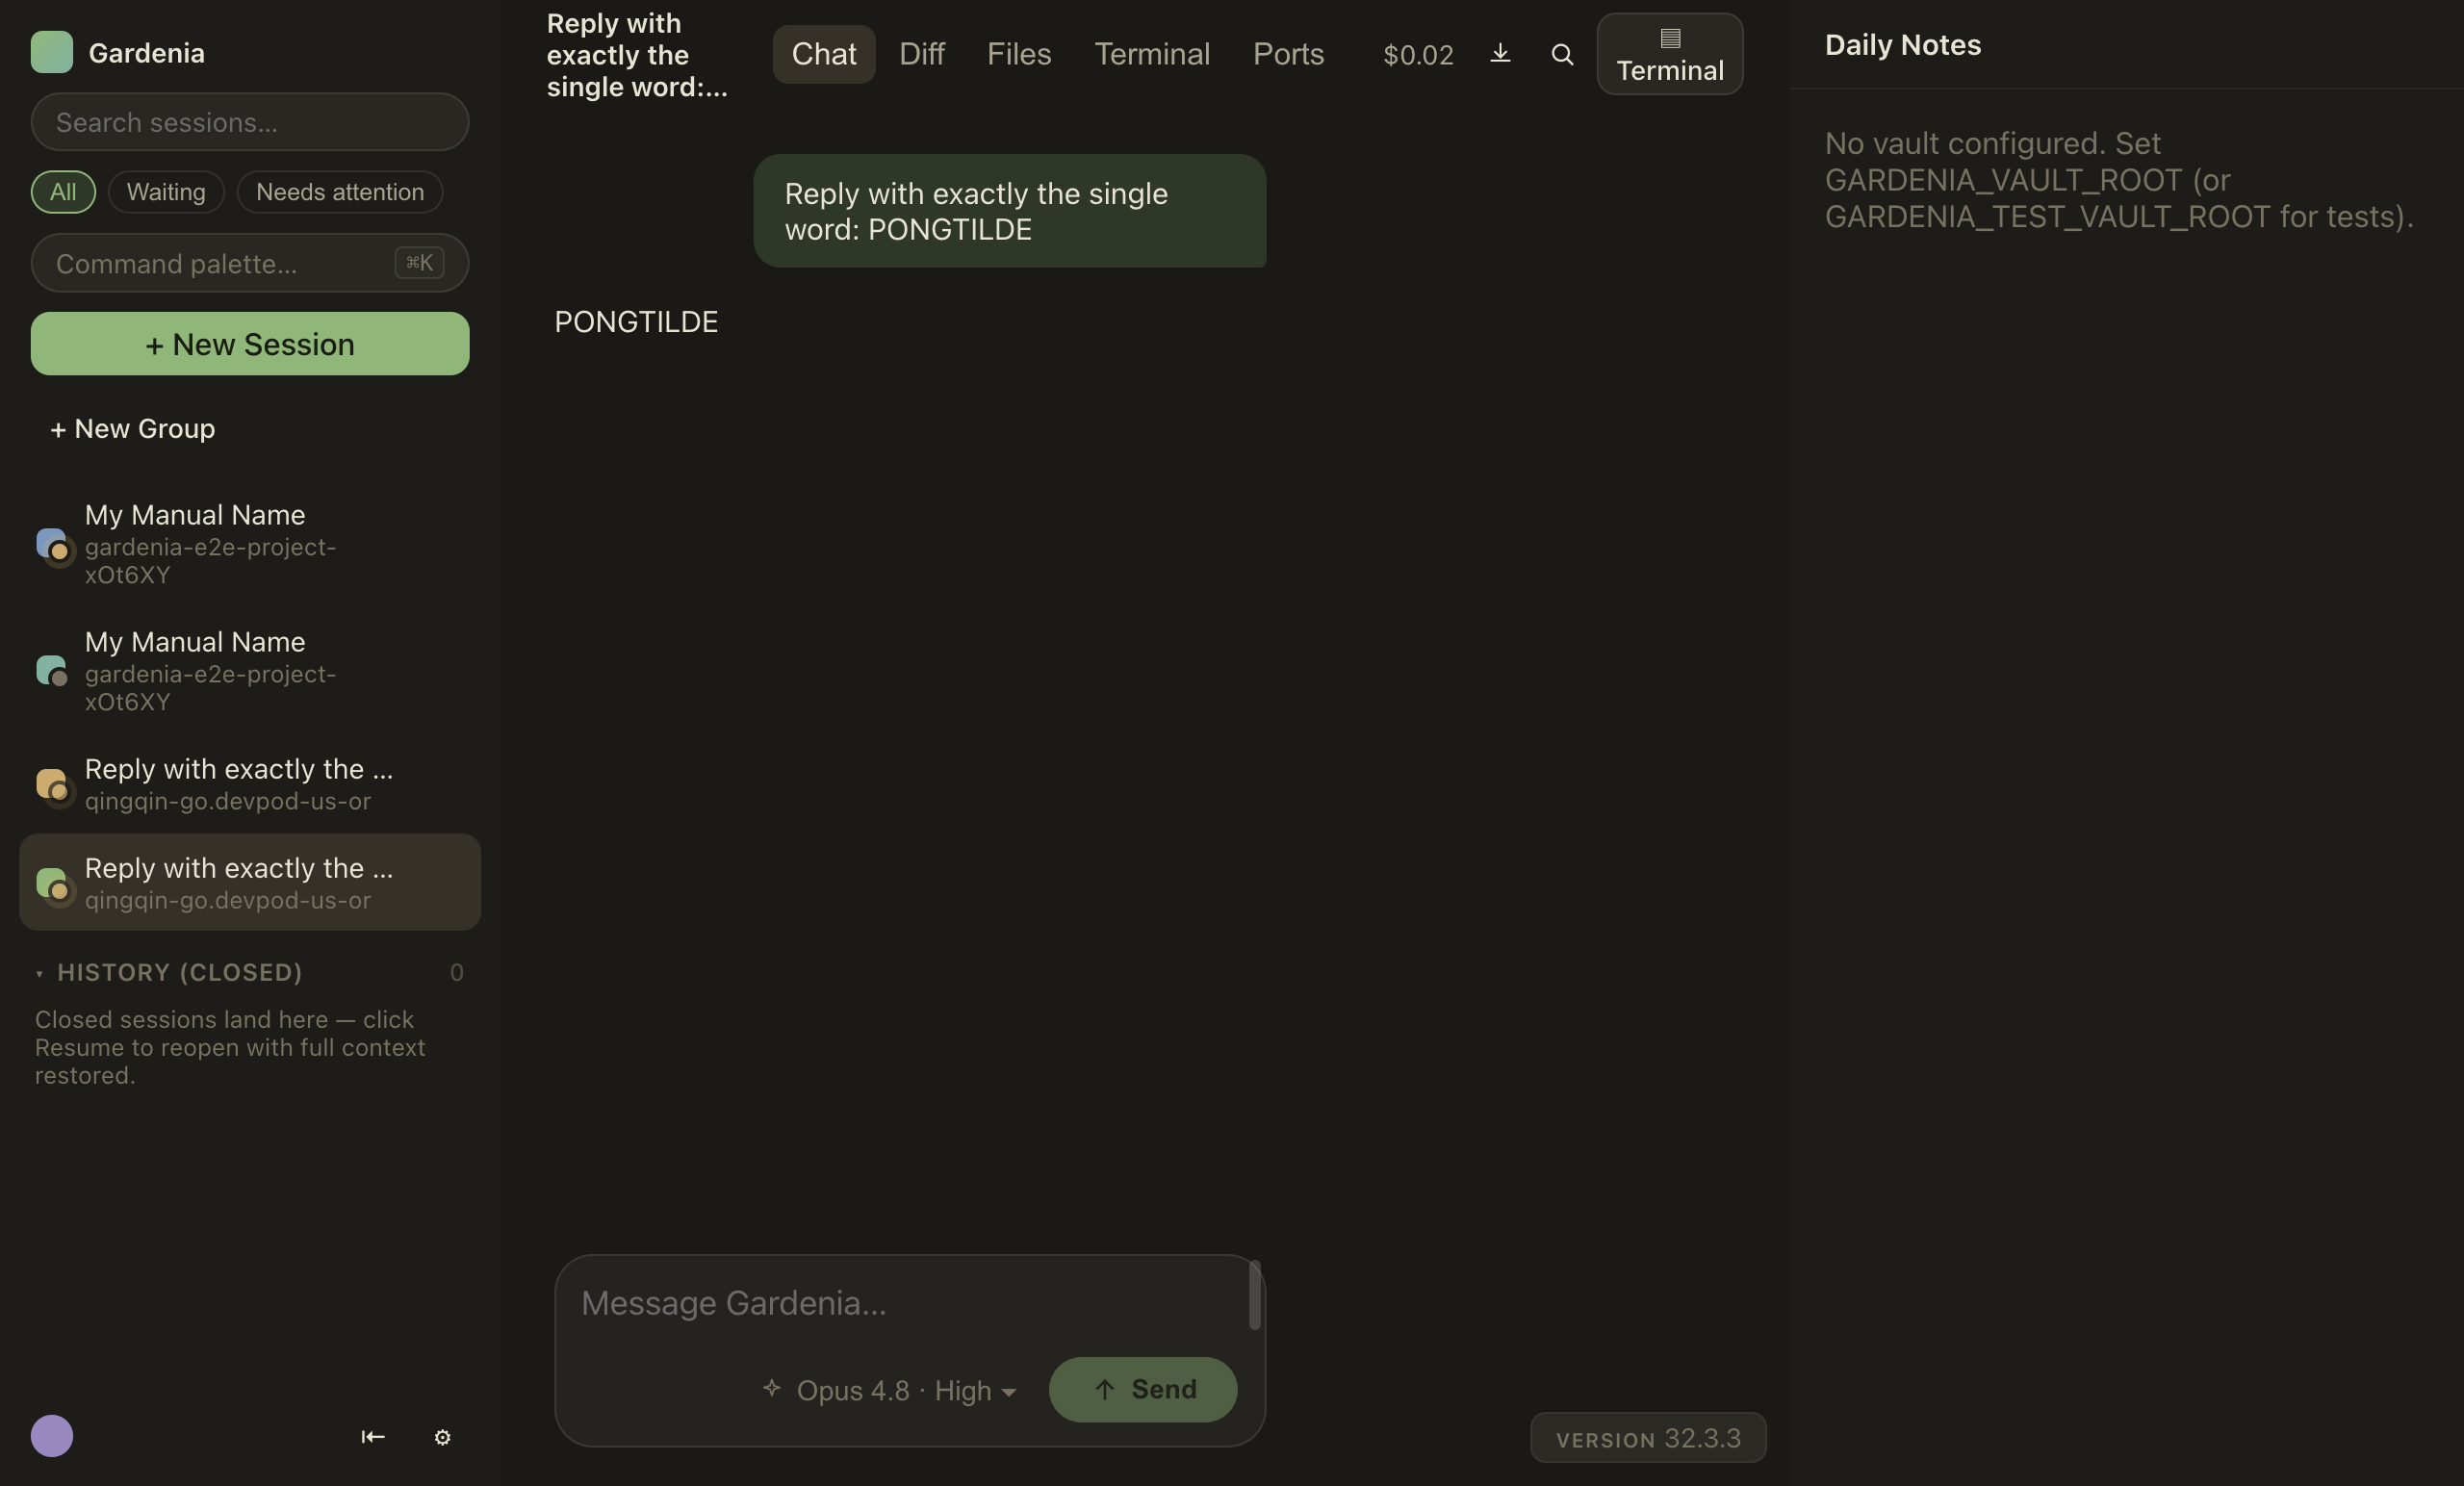 Gardenia
Search sessions...
All
Waiting
Needs attention
Command palette...
⌘K
+ New Session
+ New Group
My Manual Name
gardenia-e2e-project-
xOt6XY
My Manual Name
gardenia-e2e-project-
xOt6XY
Reply with exactly the ...
qingqin-go.devpod-us-or
Reply with exactly the ...
qingqin-go.devpod-us-or
HISTORY (CLOSED)
0
Closed sessions land here — click
Resume to reopen with full context
restored.
Reply with
exactly the
single word:...
Chat
Diff
Files
Terminal
Ports
$0.02
Terminal
Reply with exactly the single
word: PONGTILDE
PONGTILDE
Message Gardenia...
Opus 4.8 · High
Send
VERSION 32.3.3
Daily Notes
No vault configured. Set
GARDENIA_VAULT_ROOT (or
GARDENIA_TEST_VAULT_ROOT for tests).